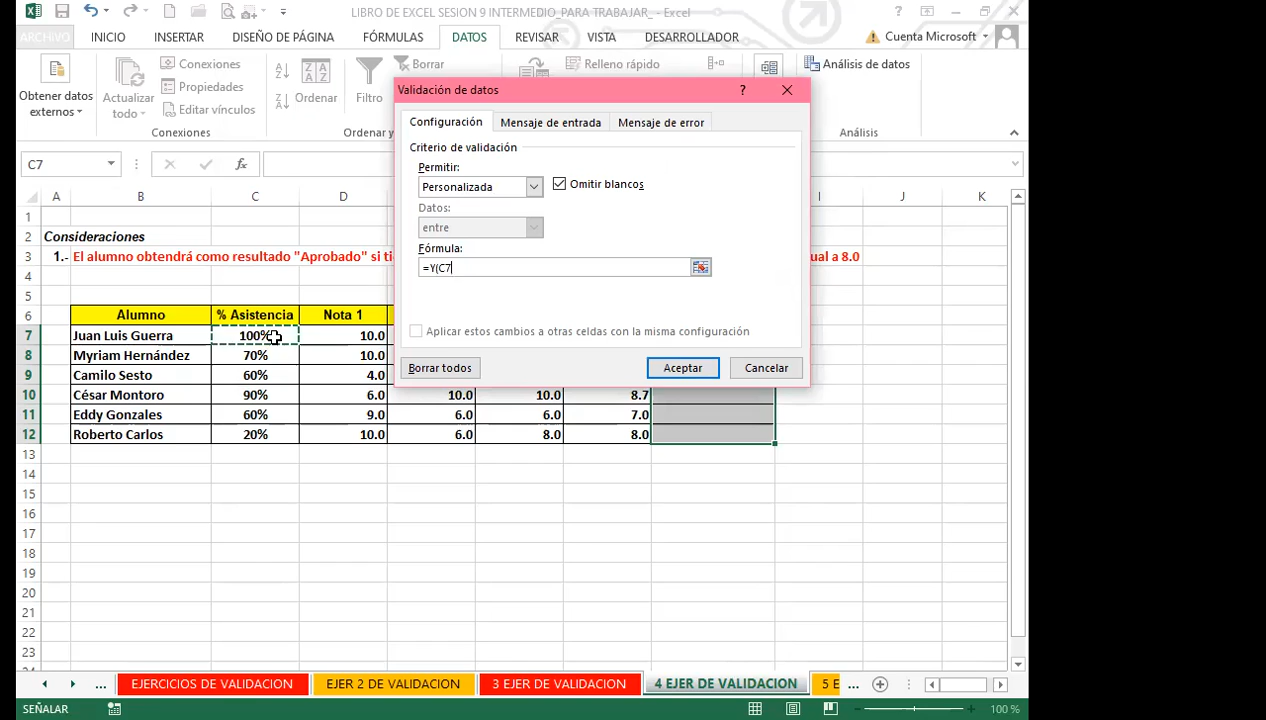 LIBRO DE EXCEL SESION 9 INTERMEDIO_PARA TRABAJAR_ - Excel
ARCHIVO INICIO INSERTAR DISEÑO DE PÁGINA FÓRMULAS DATOS REVISAR VISTA DESARROLLADOR Cuenta Microsoft
Obtener datos externos
Actualizar todo
Conexiones
Propiedades
Editar vínculos
Conexiones
Ordenar
Filtro
Borrar
Ordenar y
Relleno rápido
Análisis de datos
Análisis
C7
fx
Validación de datos
?
Configuración Mensaje de entrada Mensaje de error
Criterio de validación
Permitir:
Personalizada Omitir blancos
Datos:
entre
Fórmula:
=Y(C7
Aplicar estos cambios a otras celdas con la misma configuración
Borrar todos Aceptar Cancelar
A B C D I J K
1
2 Consideraciones
3 1.- El alumno obtendrá como resultado "Aprobado" si ti ual a 8.0
4
5
6 Alumno % Asistencia Nota 1
7 Juan Luis Guerra 100% 10.0
8 Myriam Hernández 70% 10.0
9 Camilo Sesto 60% 4.0
10 César Montoro 90% 6.0 10.0 10.0 8.7
11 Eddy Gonzales 60% 9.0 6.0 6.0 7.0
12 Roberto Carlos 20% 10.0 6.0 8.0 8.0
13
14
15
16
17
18
19
20
21
22
23
... EJERCICIOS DE VALIDACION EJER 2 DE VALIDACION 3 EJER DE VALIDACION 4 EJER DE VALIDACION 5 E ...
SEÑALAR 100 %